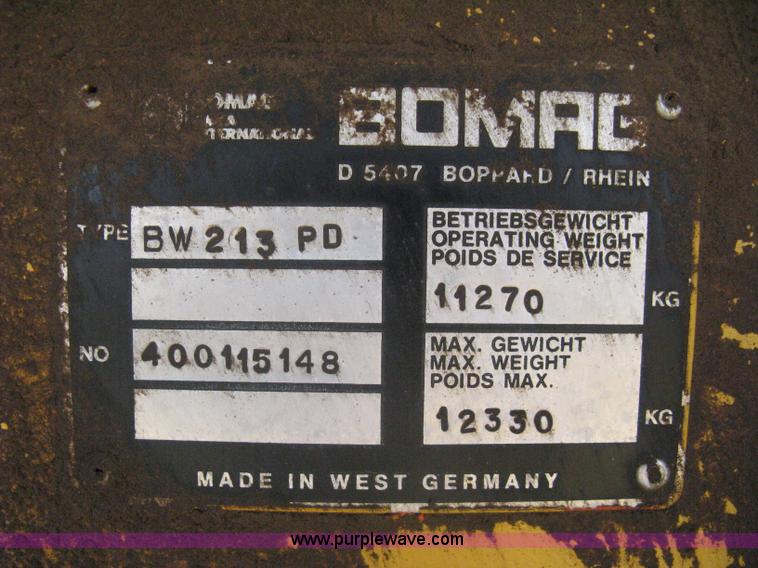 BOMAG
D 5407 BOPPARD / RHEIN
TYPE BW 213 PD
BETRIEBSGEWICHT
OPERATING WEIGHT
POIDS DE SERVICE
11270 KG
NO 400115148
MAX. GEWICHT
MAX. WEIGHT
POIDS MAX.
12330 KG
MADE IN WEST GERMANY
www.purplewave.com